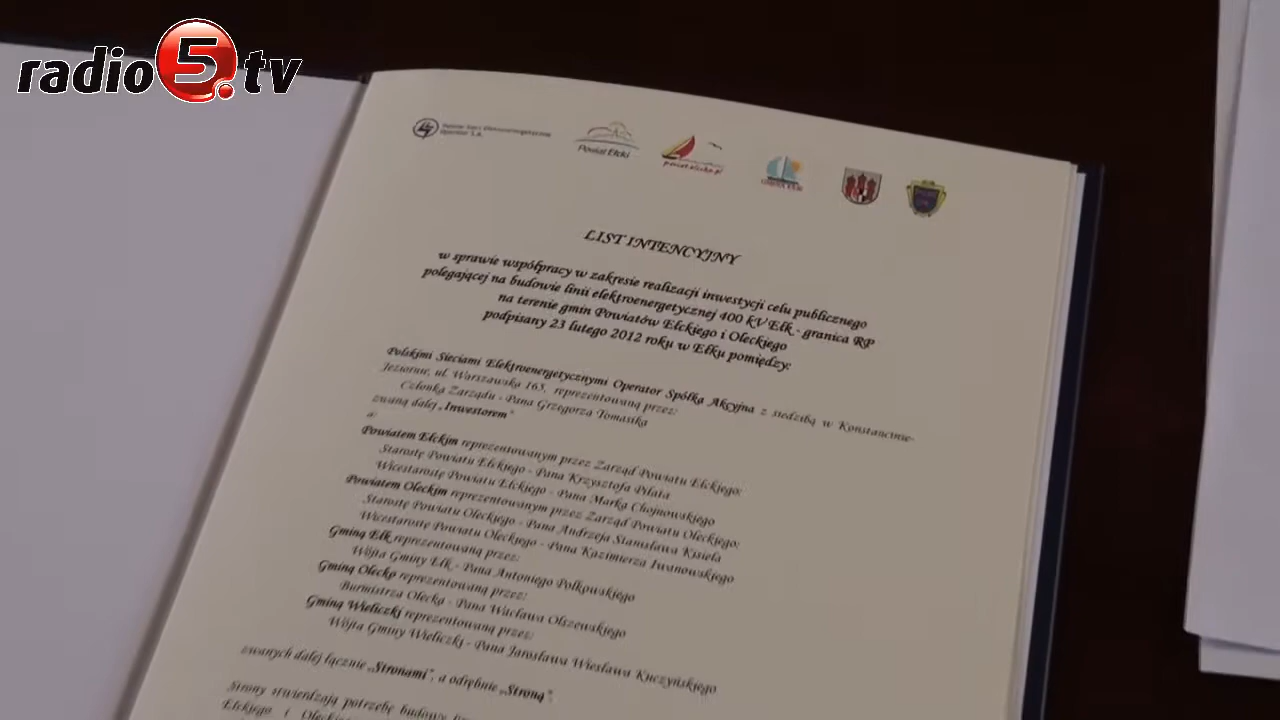 radio 5.tv
Powiat Ełcki
LIST INTENCYJNY
w sprawie współpracy w zakresie realizacji inwestycji celu publicznego
polegającej na budowie linii elektroenergetycznej 400 kV Ełk - granica RP
na terenie gmin Powiatów Ełckiego i Oleckiego
podpisany 23 lutego 2012 roku w Ełku pomiędzy:
Polskimi Sieciami Elektroenergetycznymi Operator Spółka Akcyjna z siedzibą w Konstancinie-
Jeziornie, ul. Warszawska 165, reprezentowaną przez:
Członka Zarządu - Pana Grzegorza Tomasika
zwaną dalej „Inwestorem"
a:
Powiatem Ełckim reprezentowanym przez Zarząd Powiatu Ełckiego:
Starostę Powiatu Ełckiego - Pana Krzysztofa Piłata
Wicestarostę Powiatu Ełckiego - Pana Marka Chojnowskiego
Powiatem Oleckim reprezentowanym przez Zarząd Powiatu Oleckiego:
Starostę Powiatu Oleckiego - Pana Andrzeja Stanisława Kisiela
Wicestarostę Powiatu Oleckiego - Pana Kazimierza Iwanowskiego
Gminą Ełk reprezentowaną przez:
Wójta Gminy Ełk - Pana Antoniego Polkowskiego
Gminą Olecko reprezentowaną przez:
Burmistrza Olecka - Pana Wacława Olszewskiego
Gminą Wieliczki reprezentowaną przez:
Wójta Gminy Wieliczki - Pana Jarosława Wiesława Kuczyńskiego
zwanych dalej łącznie „Stronami", a odrębnie „Stroną".
Strony stwierdzają potrzebę budowy
Ełckiego i